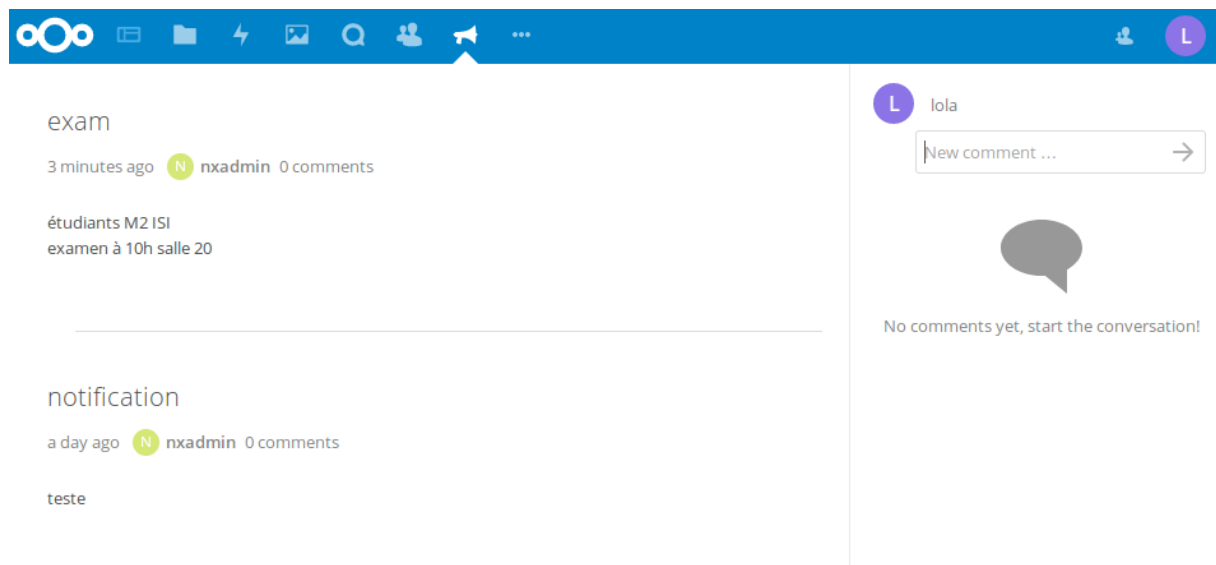 L
exam
3 minutes ago N nxadmin 0 comments
étudiants M2 ISI
examen à 10h salle 20
notification
a day ago N nxadmin 0 comments
teste
L lola
New comment ...
No comments yet, start the conversation!